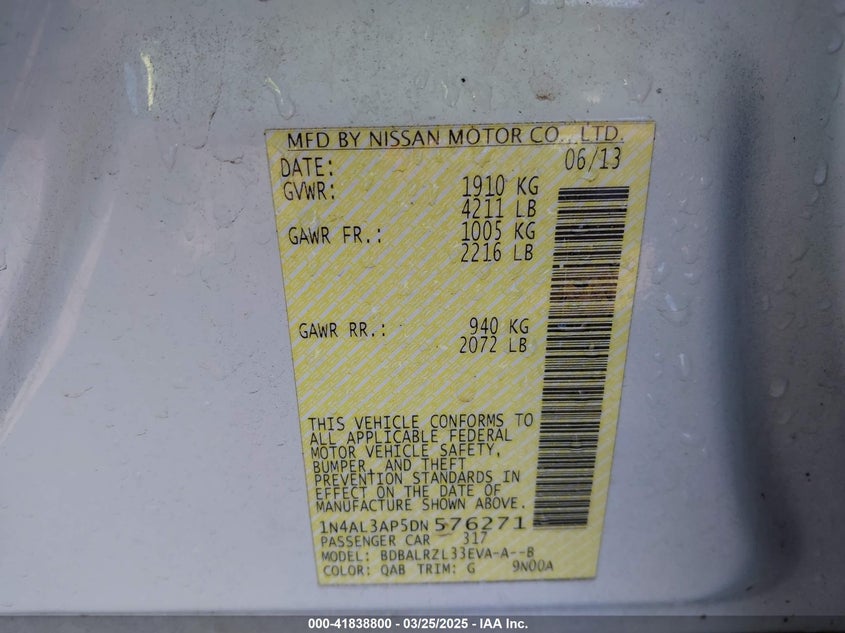 MFD BY NISSAN MOTOR CO., LTD.
DATE: 06/13
GVWR: 1910 KG
4211 LB
GAWR FR.: 1005 KG
2216 LB
GAWR RR.: 940 KG
2072 LB
THIS VEHICLE CONFORMS TO
ALL APPLICABLE FEDERAL
MOTOR VEHICLE SAFETY,
BUMPER, AND THEFT
PREVENTION STANDARDS IN
EFFECT ON THE DATE OF
MANUFACTURE SHOWN ABOVE.
1N4AL3AP5DN576271
PASSENGER CAR 317
MODEL: BDBALRZL33EVA-A--B
COLOR: QAB TRIM: G 9N00A
000-41838800 - 03/25/2025 - IAA Inc.